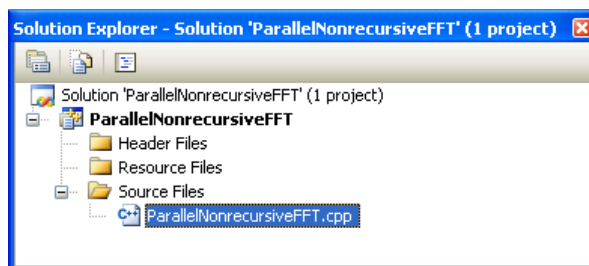 Solution Explorer - Solution 'ParallelNonrecursiveFFT' (1 project)
Solution 'ParallelNonrecursiveFFT' (1 project)
ParallelNonrecursiveFFT
Header Files
Resource Files
Source Files
ParallelNonrecursiveFFT.cpp